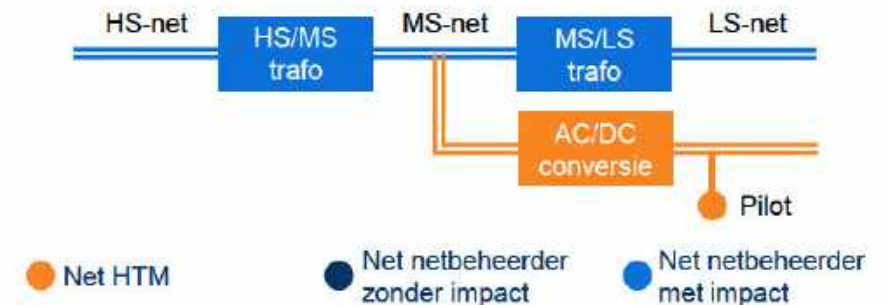 HS-net
HS/MS
trafo
MS-net
MS/LS
trafo
LS-net
AC/DC
conversie
Pilot
Net HTM
Net netbeheerder
zonder impact
Net netbeheerder
met impact